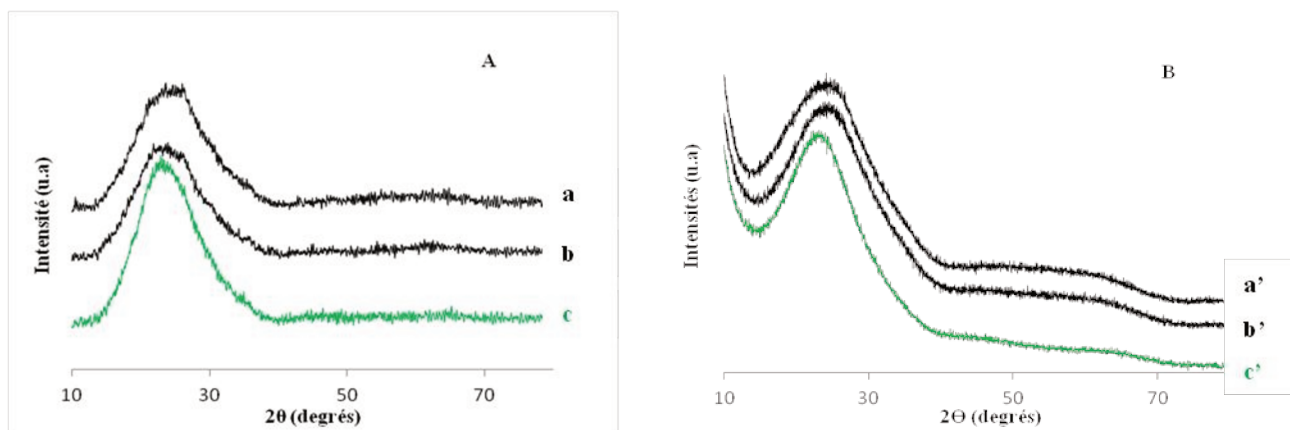 A
Intensité (u.a)
a
b
c
10 30 50 70
2θ (degrés)
B
Intensités (u.a)
a’
b’
c’
10 30 50 70
2Θ (degrés)